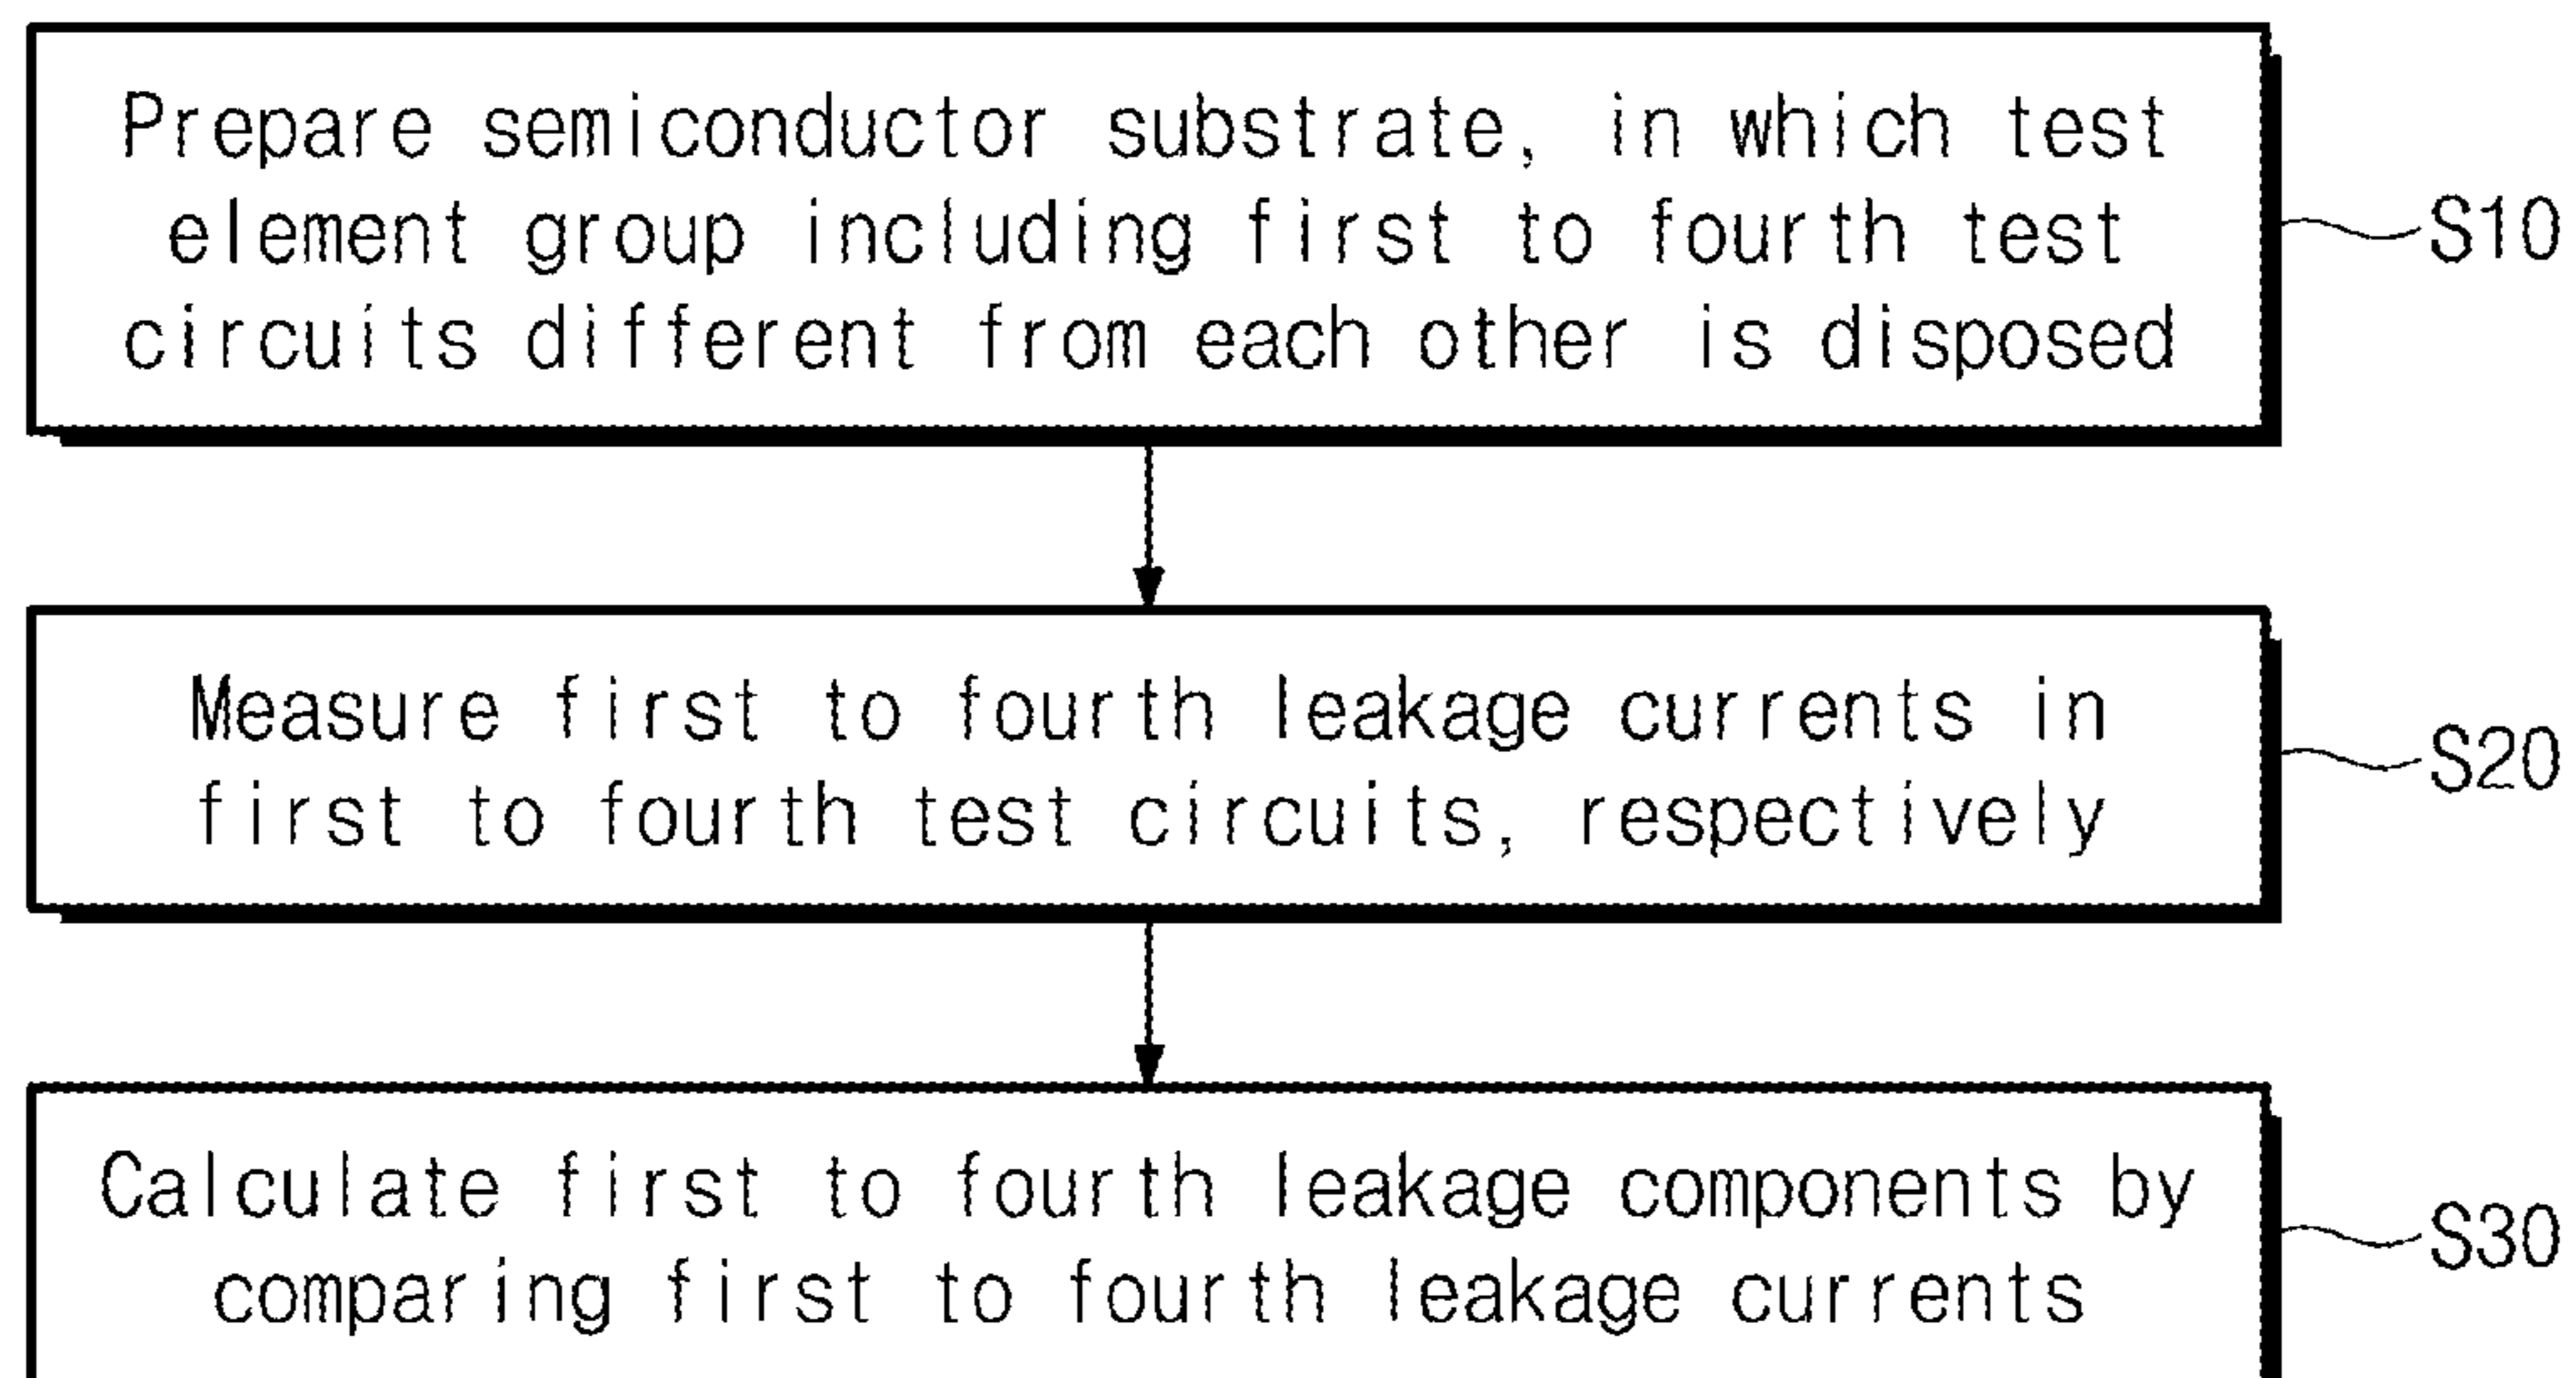 Prepare semiconductor substrate, in which test
element group including first to fourth test
circuits different from each other is disposed
S10
Measure first to fourth leakage currents in
first to fourth test circuits, respectively
S20
Calculate first to fourth leakage components by
comparing first to fourth leakage currents
S30